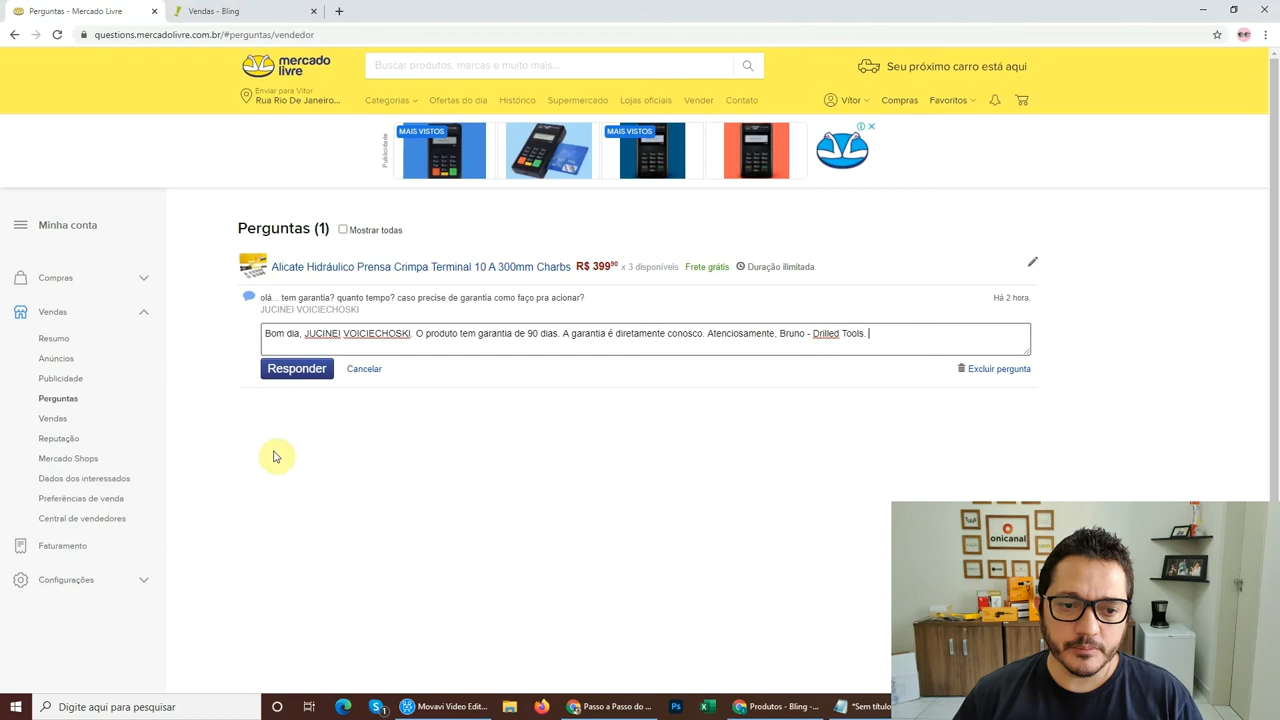 Perguntas - Mercado Livre
Vendas - Bling
questions.mercadolivre.com.br/#perguntas/vendedor
mercado
livre
Buscar produtos, marcas e muito mais...
Seu próximo carro está aqui
Enviar para Vítor
Rua Rio De Janeiro...
Categorias
Ofertas do dia
Histórico
Supermercado
Lojas oficiais
Vender
Contato
Vítor
Compras
Favoritos
Publicidade
MAIS VISTOS
MAIS VISTOS
Minha conta
Compras
Vendas
Resumo
Anúncios
Publicidade
Perguntas
Vendas
Reputação
Mercado Shops
Dados dos interessados
Preferências de venda
Central de vendedores
Faturamento
Configurações
Perguntas (1)
Mostrar todas
Alicate Hidráulico Prensa Crimpa Terminal 10 A 300mm Charbs R$ 399⁹⁰ x 3 disponíveis Frete grátis Duração ilimitada.
olá... tem garantia? quanto tempo? caso precise de garantia como faço pra acionar?
Há 2 hora.
JUCINEI VOICIECHOSKI
Bom dia, JUCINEI VOICIECHOSKI. O produto tem garantia de 90 dias. A garantia é diretamente conosco. Atenciosamente, Bruno - Drilled Tools.
Responder
Cancelar
Excluir pergunta
onicanal
Digite aqui para pesquisar
1
Movavi Video Edit...
Passo a Passo do ...
Ps
Produtos - Bling -...
*Sem título